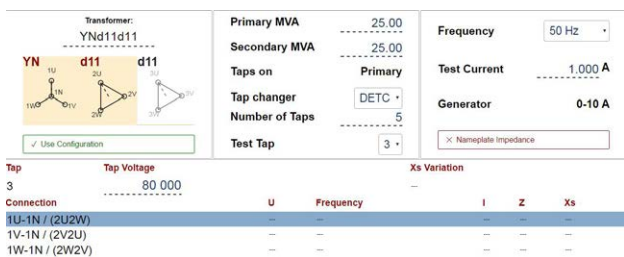 Transformer:
YNd11d11
YN d11 d11
1U 2U 3U
1N 2V 3V
1W 1V 2W 3W
✓ Use Configuration
Primary MVA 25.00
Secondary MVA 25.00
Taps on Primary
Tap changer DETC
Number of Taps 5
Test Tap 3
Frequency 50 Hz
Test Current 1.000 A
Generator 0-10 A
× Nameplate Impedance
Tap Tap Voltage Xs Variation
3 80 000 –
Connection U Frequency I Z Xs
1U-1N / (2U2W) – – – – –
1V-1N / (2V2U) – – – – –
1W-1N / (2W2V) – – – – –